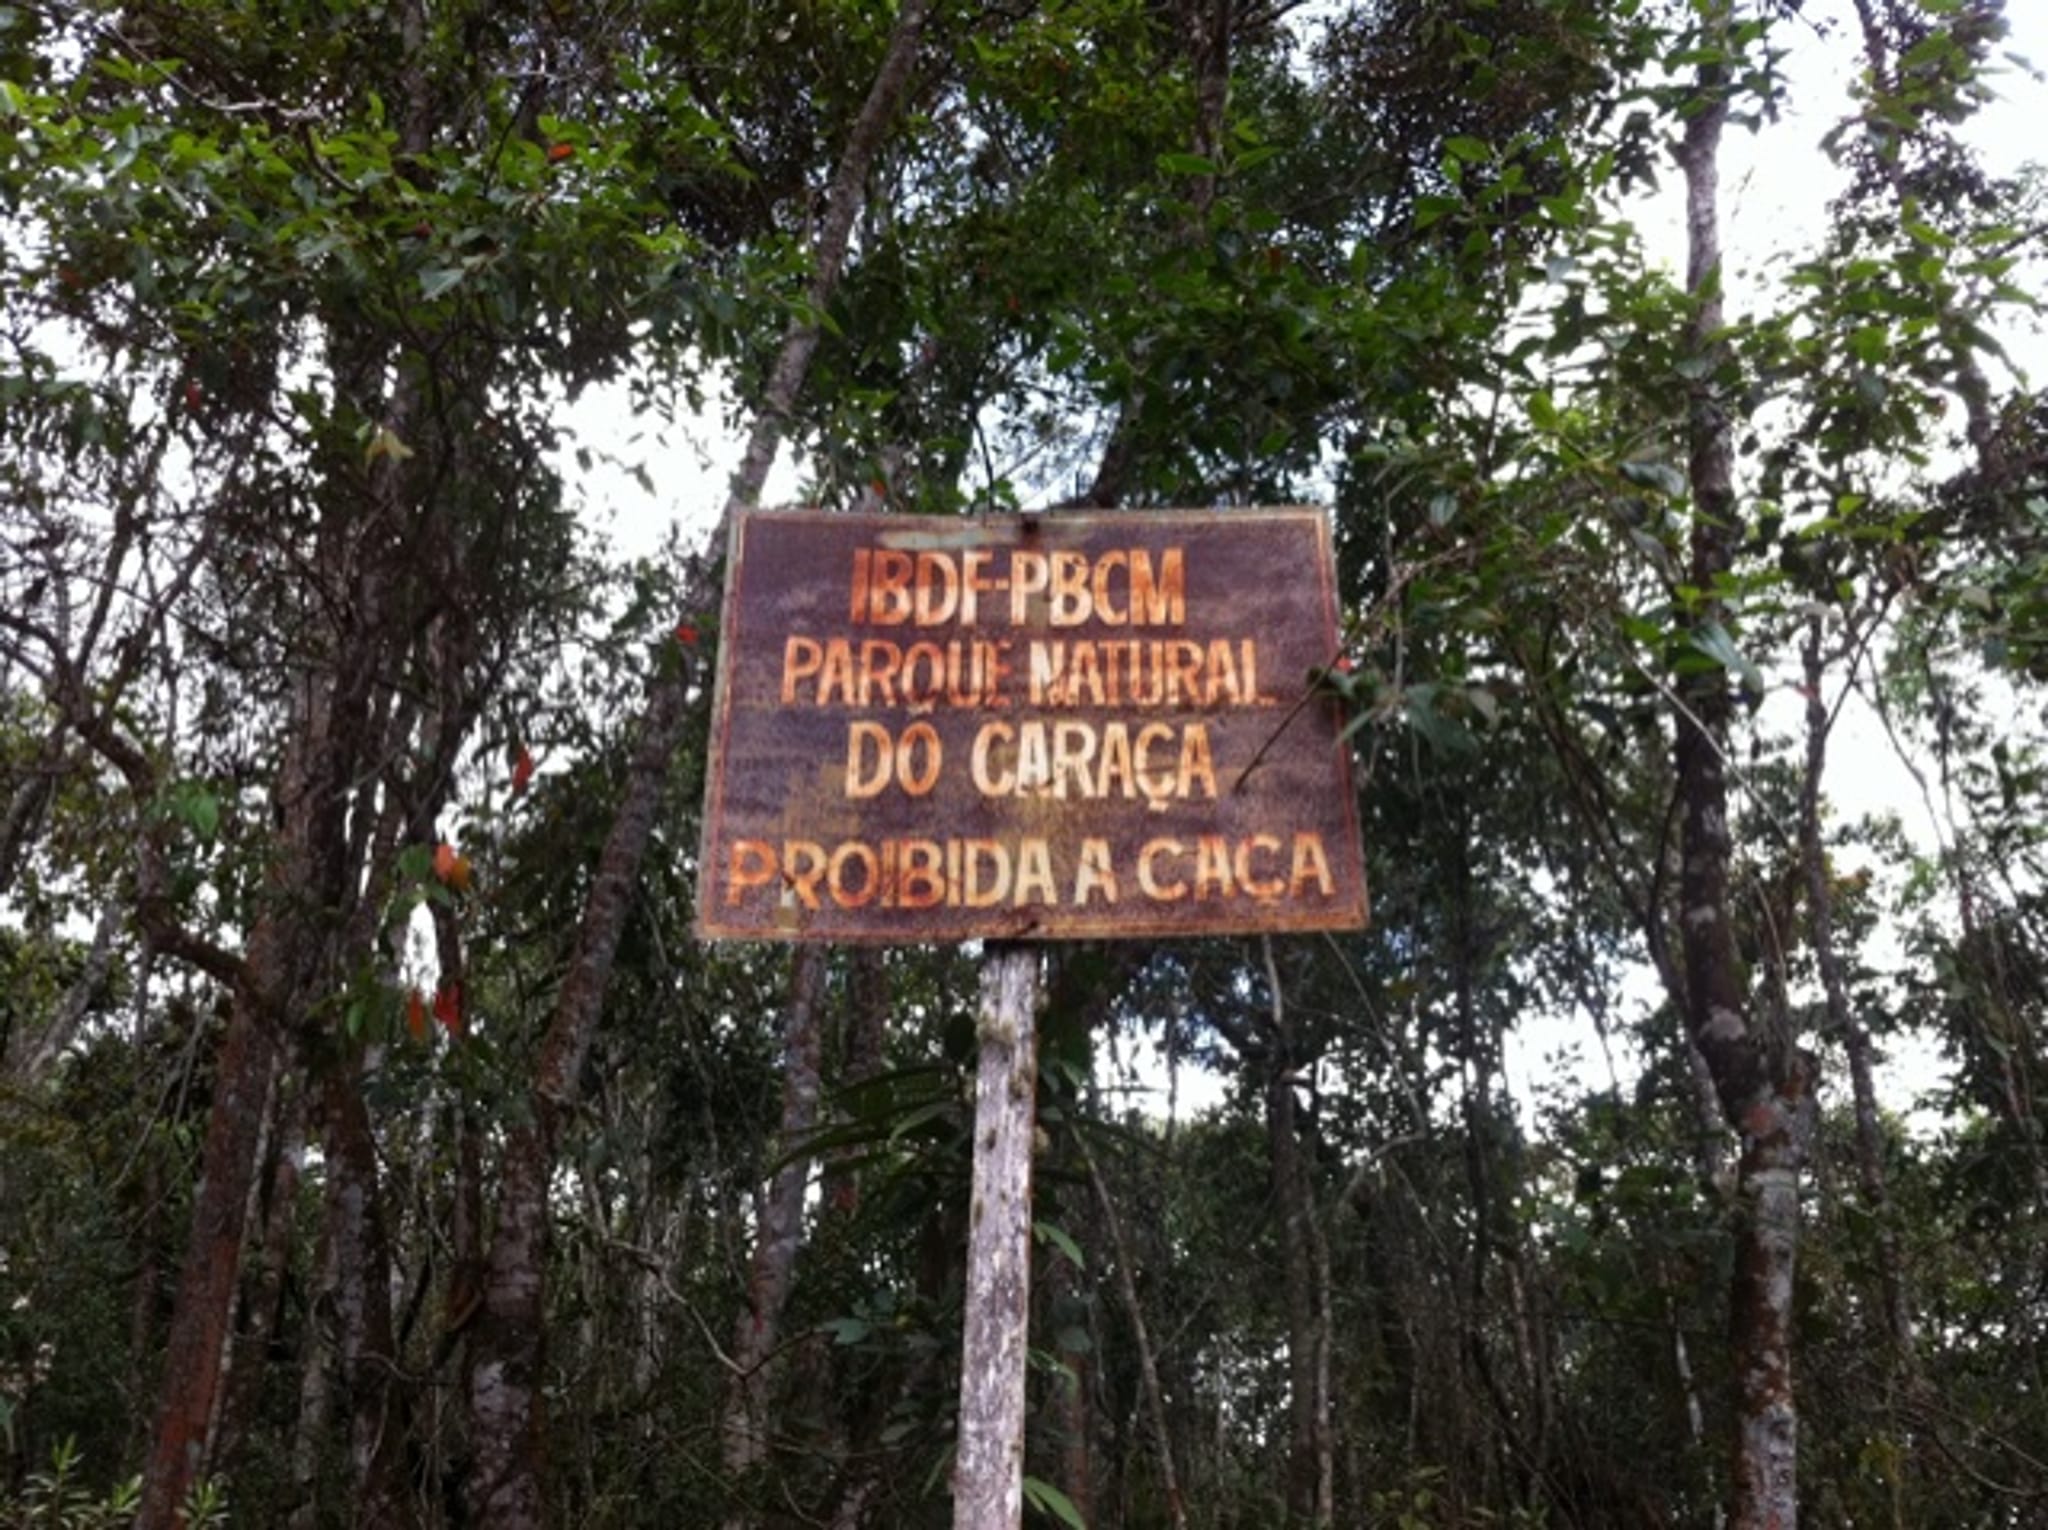 IBDF-PBCM
PARQUE NATURAL
DO CARAÇA
PROIBIDA A CAÇA